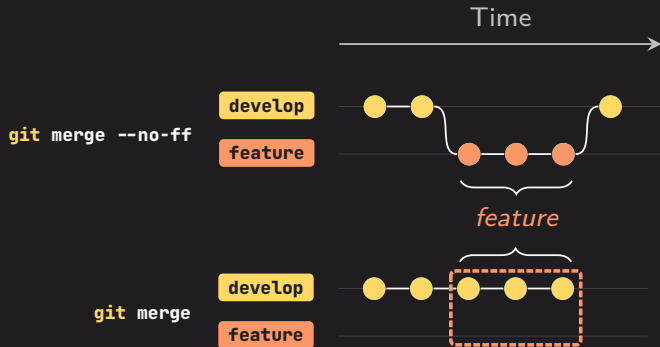 Time
develop
git merge --no-ff
feature
feature
develop
git merge
feature